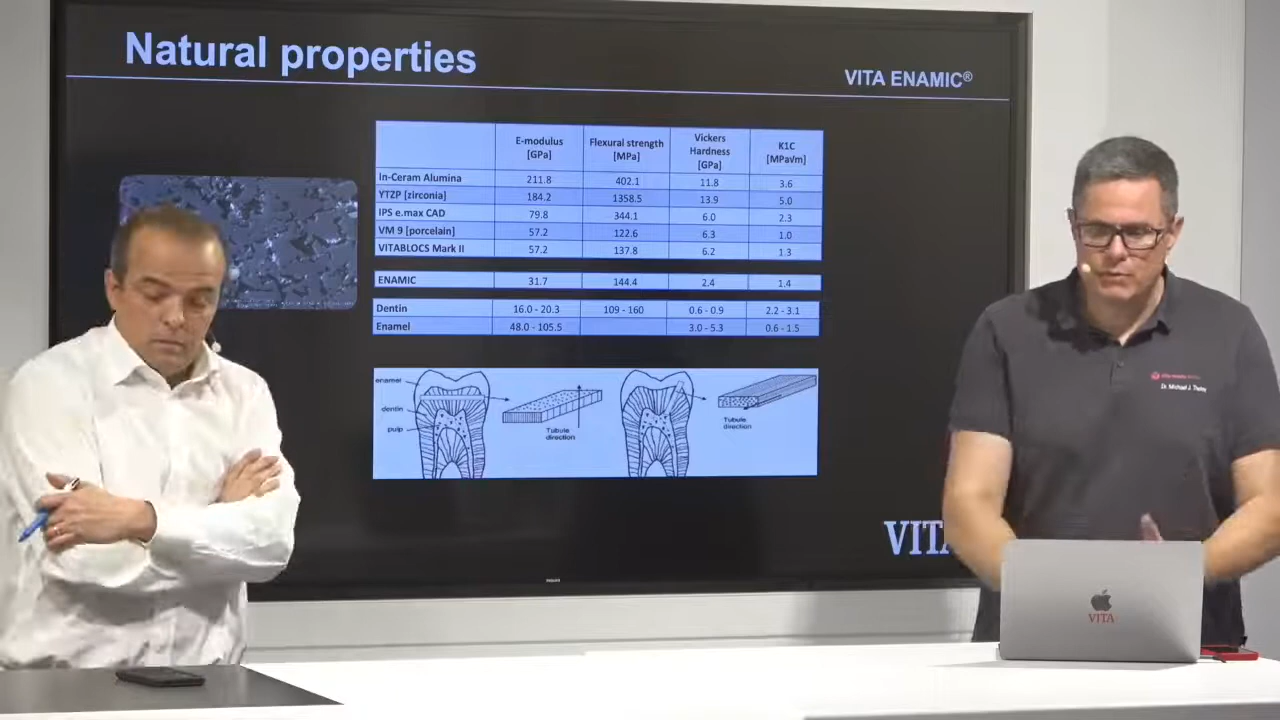 Natural properties
VITA ENAMIC®
E-modulus [GPa] Flexural strength [MPa] Vickers Hardness [GPa] K1C [MPa√m]
In-Ceram Alumina 211.8 402.1 11.8 3.6
YTZP [zirconia] 184.2 1358.5 13.9 5.0
IPS e.max CAD 79.8 344.1 6.0 2.3
VM 9 [porcelain] 57.2 122.6 6.3 1.0
VITABLOCS Mark II 57.2 137.8 6.2 1.3
ENAMIC 31.7 144.4 2.4 1.4
Dentin 16.0 - 20.3 109 - 160 0.6 - 0.9 2.2 - 3.1
Enamel 48.0 - 105.5 3.0 - 5.3 0.6 - 1.5
enamel
dentin
pulp
Tubule
direction
Tubule
direction
Dr. Michael J.
VITA
VITA